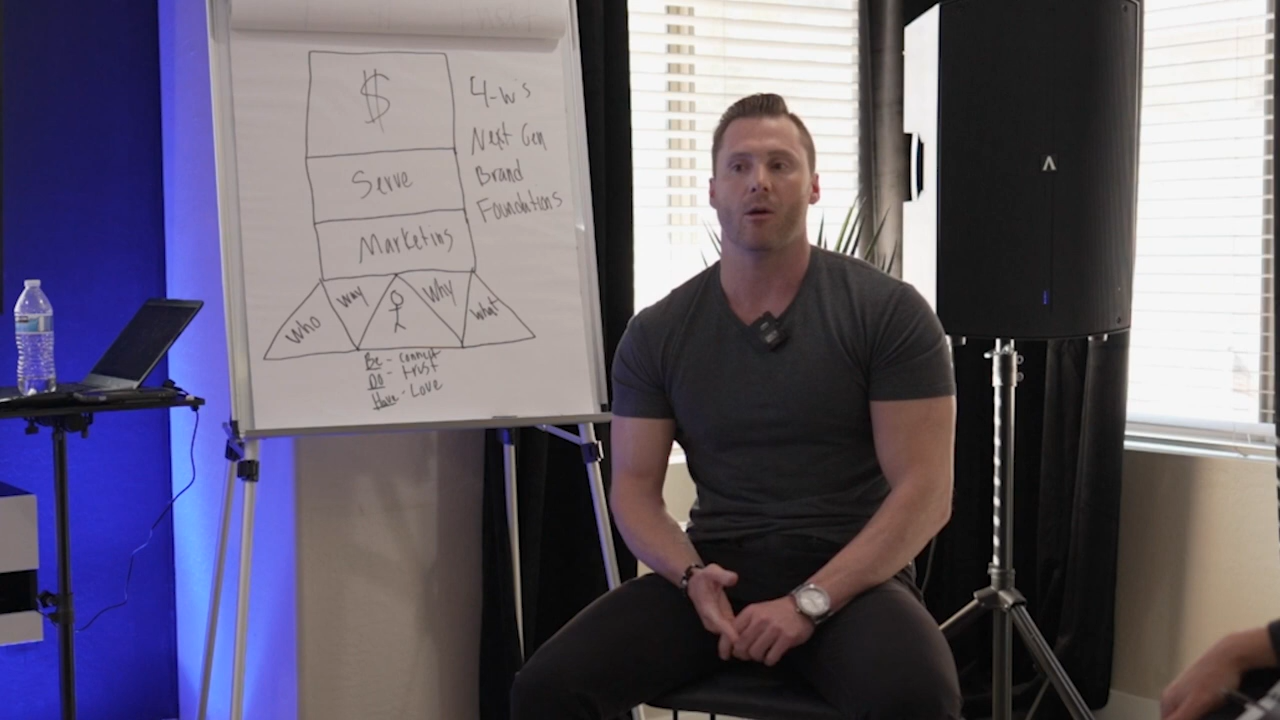 $
Serve
Marketing
who
way
Why
what
4-w's
Next Gen
Brand
Foundations
Be - connect
DO - trust
Have - Love